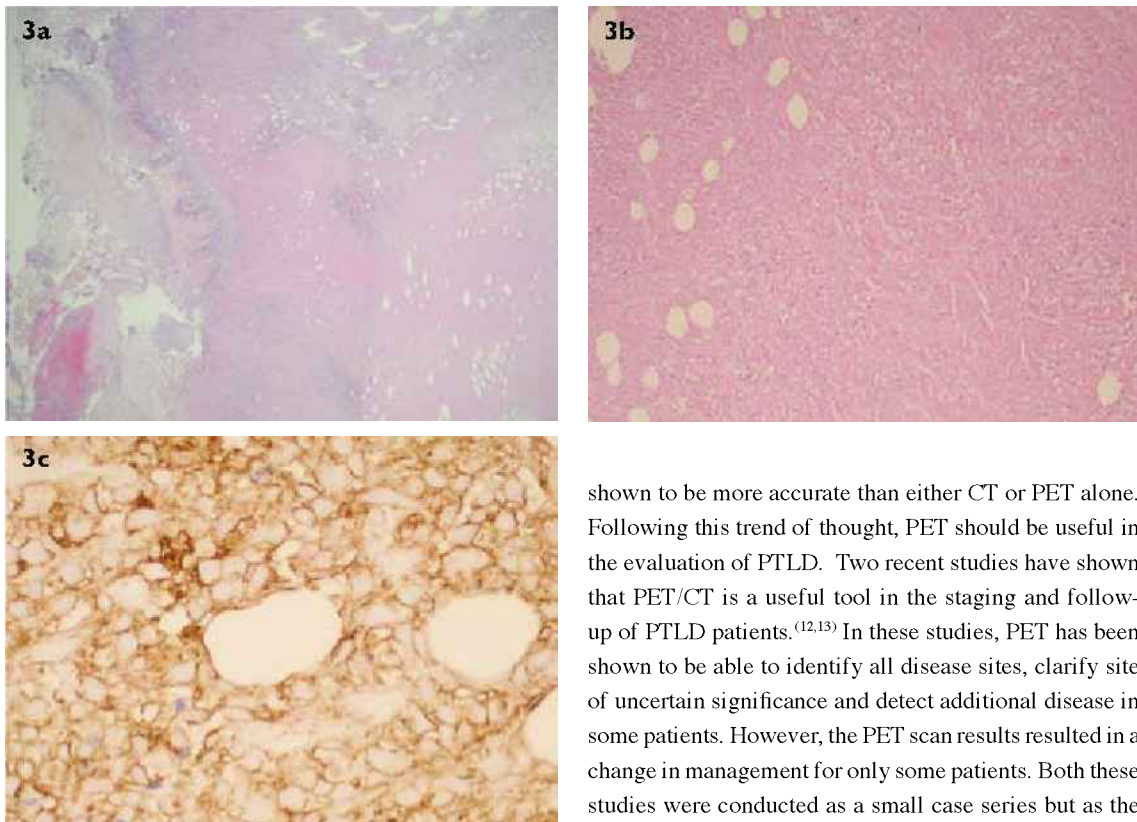 3a
3b
3c
shown to be more accurate than either CT or PET alone.
Following this trend of thought, PET should be useful in
the evaluation of PTLD. Two recent studies have shown
that PET/CT is a useful tool in the staging and follow-
up of PTLD patients.(12,13) In these studies, PET has been
shown to be able to identify all disease sites, clarify site
of uncertain significance and detect additional disease in
some patients. However, the PET scan results resulted in a
change in management for only some patients. Both these
studies were conducted as a small case series but as the